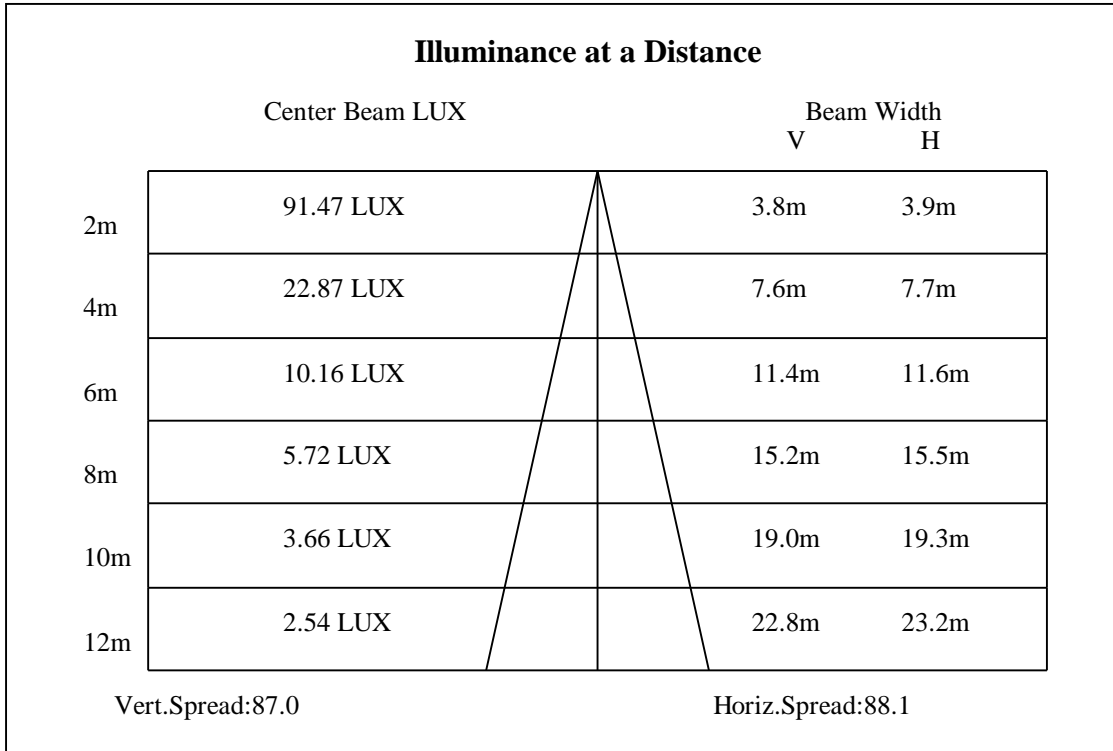 Illuminance at a Distance
Center Beam LUX Beam Width
V H
2m 91.47 LUX 3.8m 3.9m
4m 22.87 LUX 7.6m 7.7m
6m 10.16 LUX 11.4m 11.6m
8m 5.72 LUX 15.2m 15.5m
10m 3.66 LUX 19.0m 19.3m
12m 2.54 LUX 22.8m 23.2m
Vert.Spread:87.0 Horiz.Spread:88.1